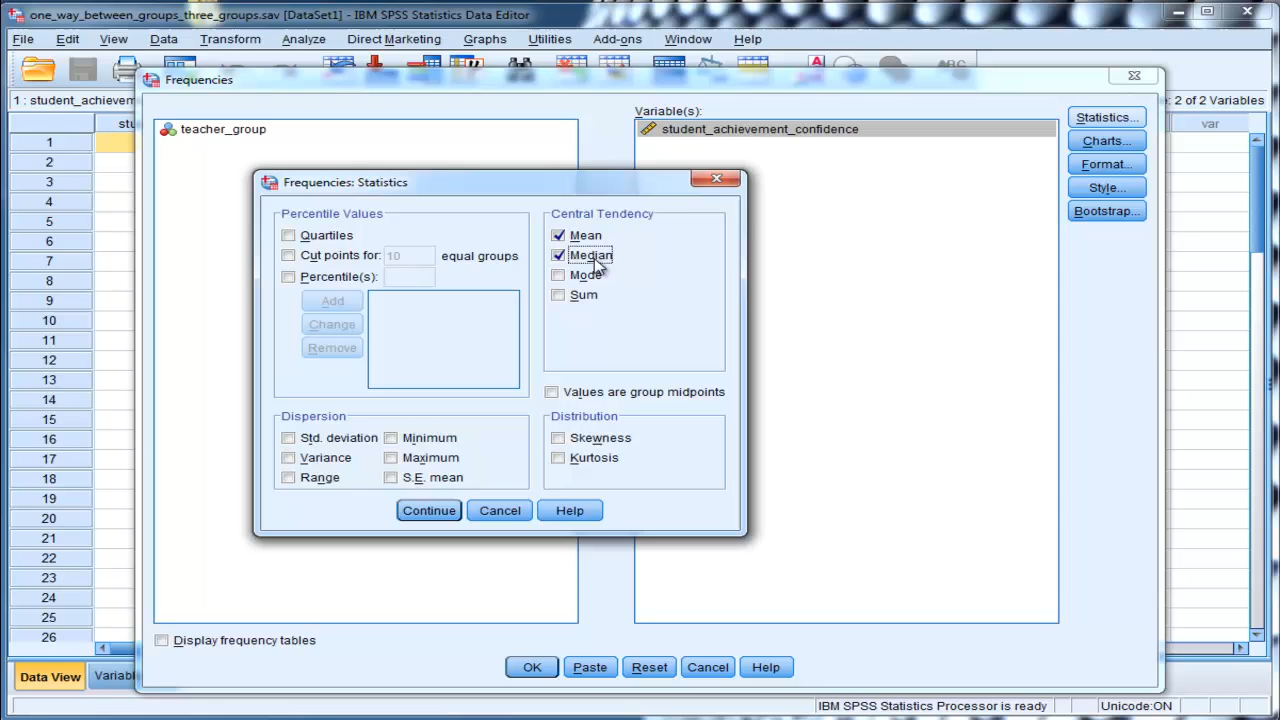 one_way_between_groups_three_groups.sav [DataSet1] - IBM SPSS Statistics Data Editor
File Edit View Data Transform Analyze Direct Marketing Graphs Utilities Add-ons Window Help
Frequencies
1 : student_achievem
: 2 of 2 Variables
Variable(s):
stu
var
teacher_group
student_achievement_confidence
Statistics...
Charts...
Format...
Style...
Bootstrap...
Frequencies: Statistics
Percentile Values
Quartiles
Cut points for: 10 equal groups
Percentile(s):
Add
Change
Remove
Central Tendency
Mean
Median
Mode
Sum
Values are group midpoints
Dispersion
Std. deviation Minimum
Variance Maximum
Range S.E. mean
Distribution
Skewness
Kurtosis
Continue Cancel Help
1
2
3
4
5
6
7
8
9
10
11
12
13
14
15
16
17
18
19
20
21
22
23
24
25
26
Display frequency tables
OK Paste Reset Cancel Help
Data View Variab
IBM SPSS Statistics Processor is ready Unicode:ON